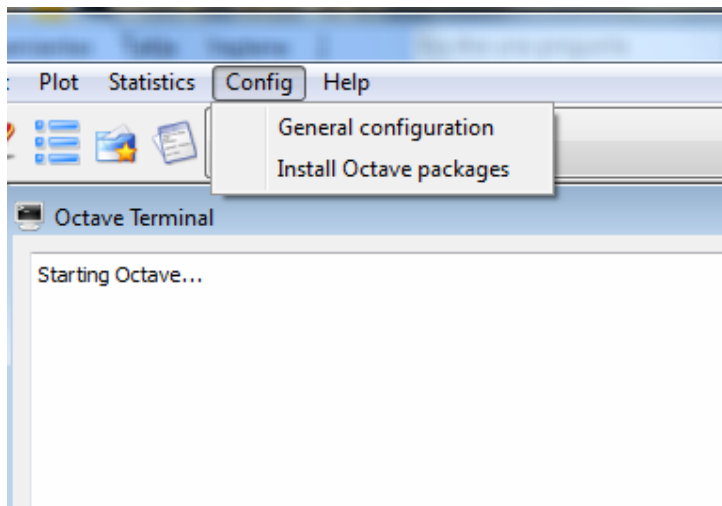 Plot Statistics Config Help
General configuration
Install Octave packages
Octave Terminal
Starting Octave...